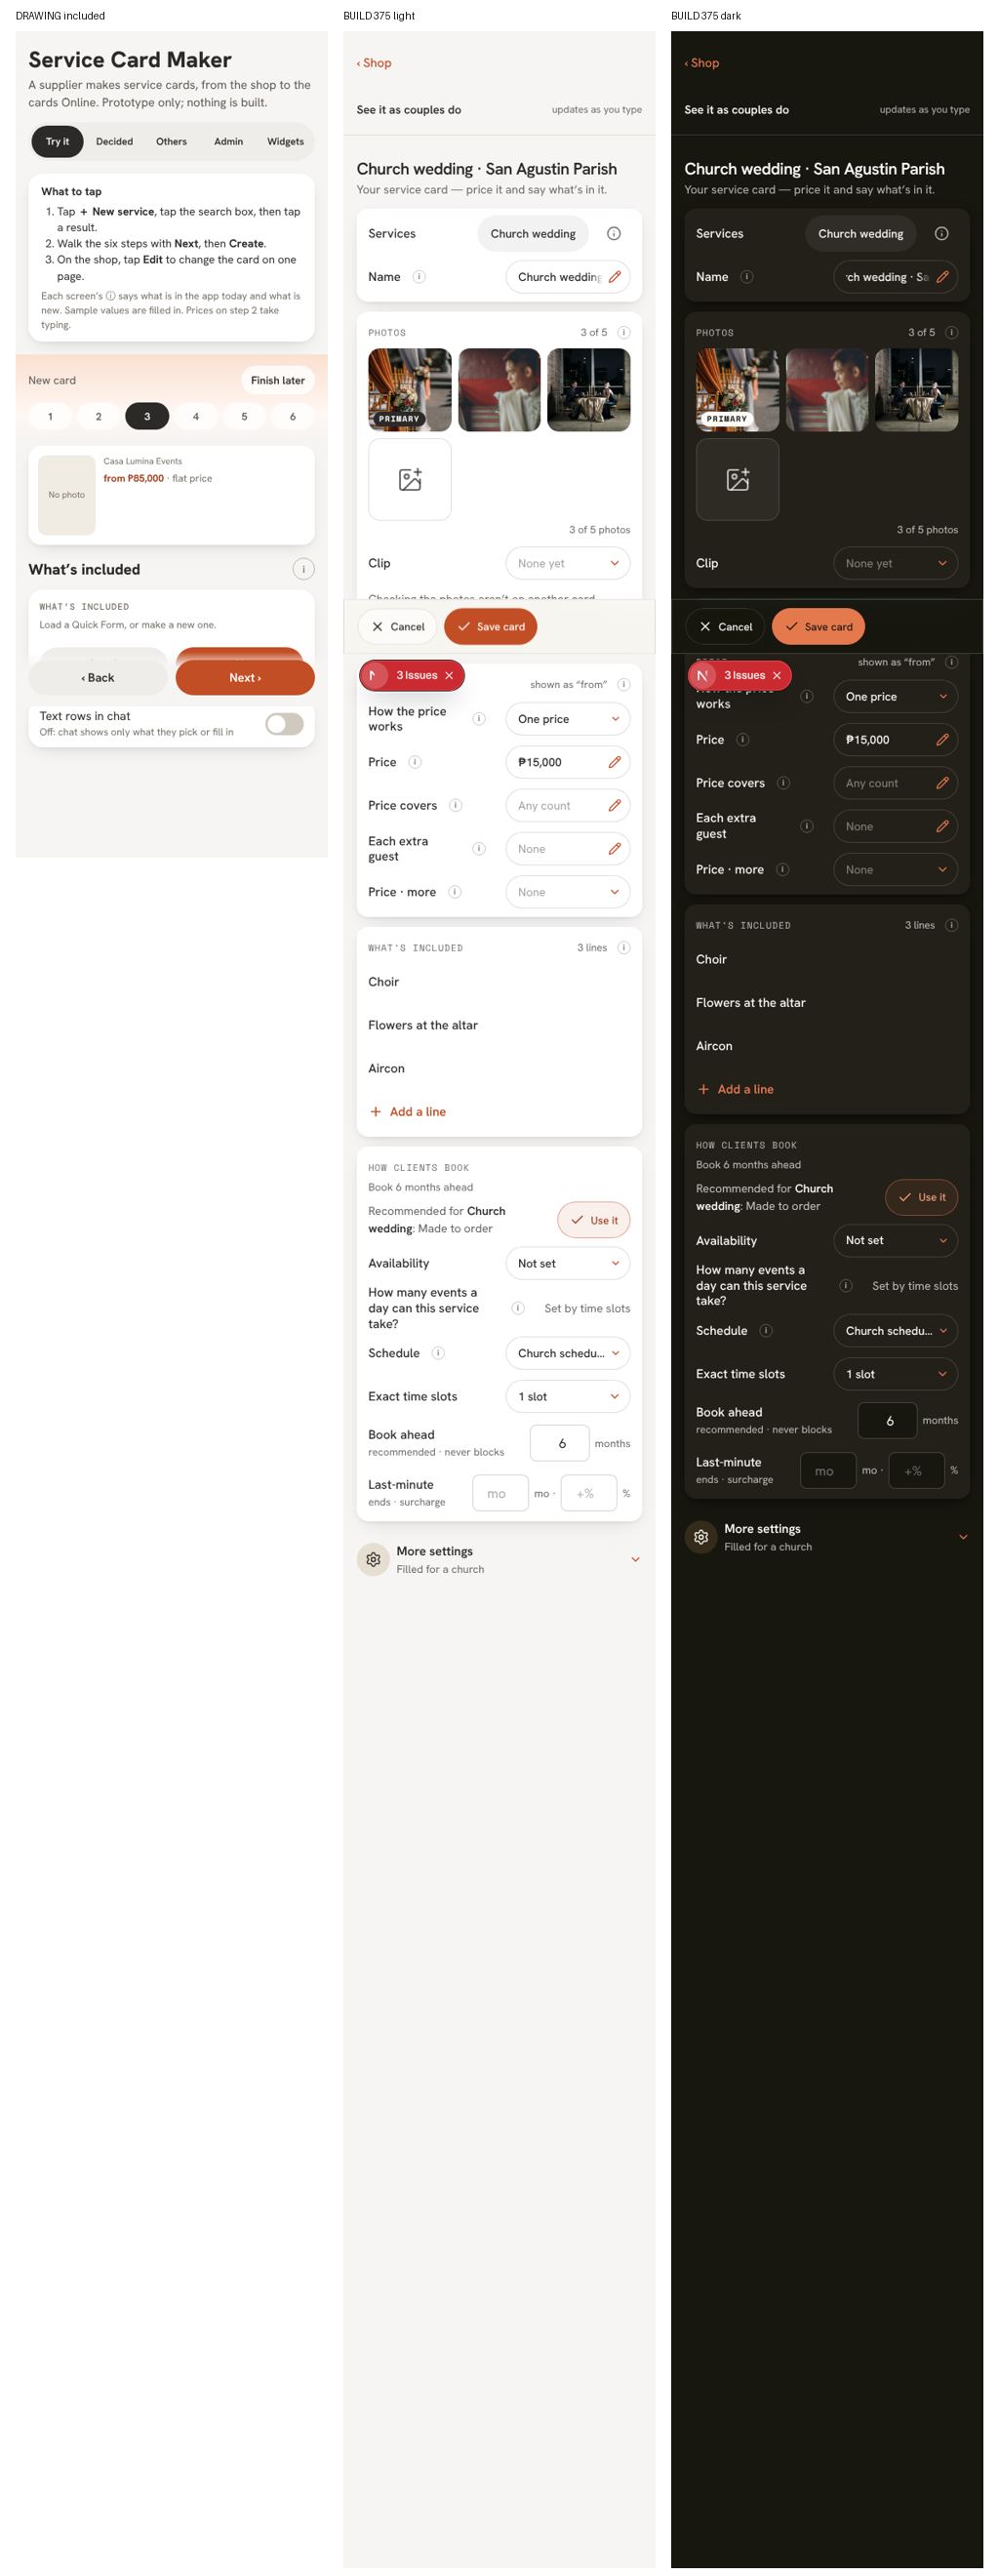 DRAWING included
Service Card Maker
A supplier makes service cards, from the shop to the
cards Online. Prototype only; nothing is built.
Try it
Decided
Others
Admin
Widgets
What to tap
1. Tap + New service, tap the search box, then tap
a result.
2. Walk the six steps with Next, then Create.
3. On the shop, tap Edit to change the card on one
page.
Each screen's ⓘ says what is in the app today and what is
new. Sample values are filled in. Prices on step 2 take
typing.
New card
Finish later
1
2
3
4
5
6
No photo
Casa Lumina Events
from ₱85,000 · flat price
What's included
WHAT'S INCLUDED
Load a Quick Form, or make a new one.
‹ Back
Next ›
Text rows in chat
Off: chat shows only what they pick or fill in
BUILD 375 light
‹ Shop
See it as couples do
updates as you type
Church wedding · San Agustin Parish
Your service card — price it and say what's in it.
Services
Church wedding
Name
Church wedding
PHOTOS
3 of 5
PRIMARY
3 of 5 photos
Clip
None yet
Checking the photos aren't on another card
Cancel
Save card
3 Issues
shown as "from"
How the price
works
One price
Price
₱15,000
Price covers
Any count
Each extra
guest
None
Price · more
None
WHAT'S INCLUDED
3 lines
Choir
Flowers at the altar
Aircon
+ Add a line
HOW CLIENTS BOOK
Book 6 months ahead
Recommended for Church
wedding: Made to order
Use it
Availability
Not set
How many events a
day can this service
take?
Set by time slots
Schedule
Church schedu...
Exact time slots
1 slot
Book ahead
recommended · never blocks
6
months
Last-minute
ends · surcharge
mo
mo ·
+%
%
More settings
Filled for a church
BUILD 375 dark
‹ Shop
See it as couples do
updates as you type
Church wedding · San Agustin Parish
Your service card — price it and say what's in it.
Services
Church wedding
Name
rch wedding · Sa
PHOTOS
3 of 5
PRIMARY
3 of 5 photos
Clip
None yet
Cancel
Save card
N
3 Issues
shown as "from"
How the price
works
One price
Price
₱15,000
Price covers
Any count
Each extra
guest
None
Price · more
None
WHAT'S INCLUDED
3 lines
Choir
Flowers at the altar
Aircon
+ Add a line
HOW CLIENTS BOOK
Book 6 months ahead
Recommended for Church
wedding: Made to order
Use it
Availability
Not set
How many events a
day can this service
take?
Set by time slots
Schedule
Church schedu...
Exact time slots
1 slot
Book ahead
recommended · never blocks
6
months
Last-minute
ends · surcharge
mo
mo ·
+%
%
More settings
Filled for a church